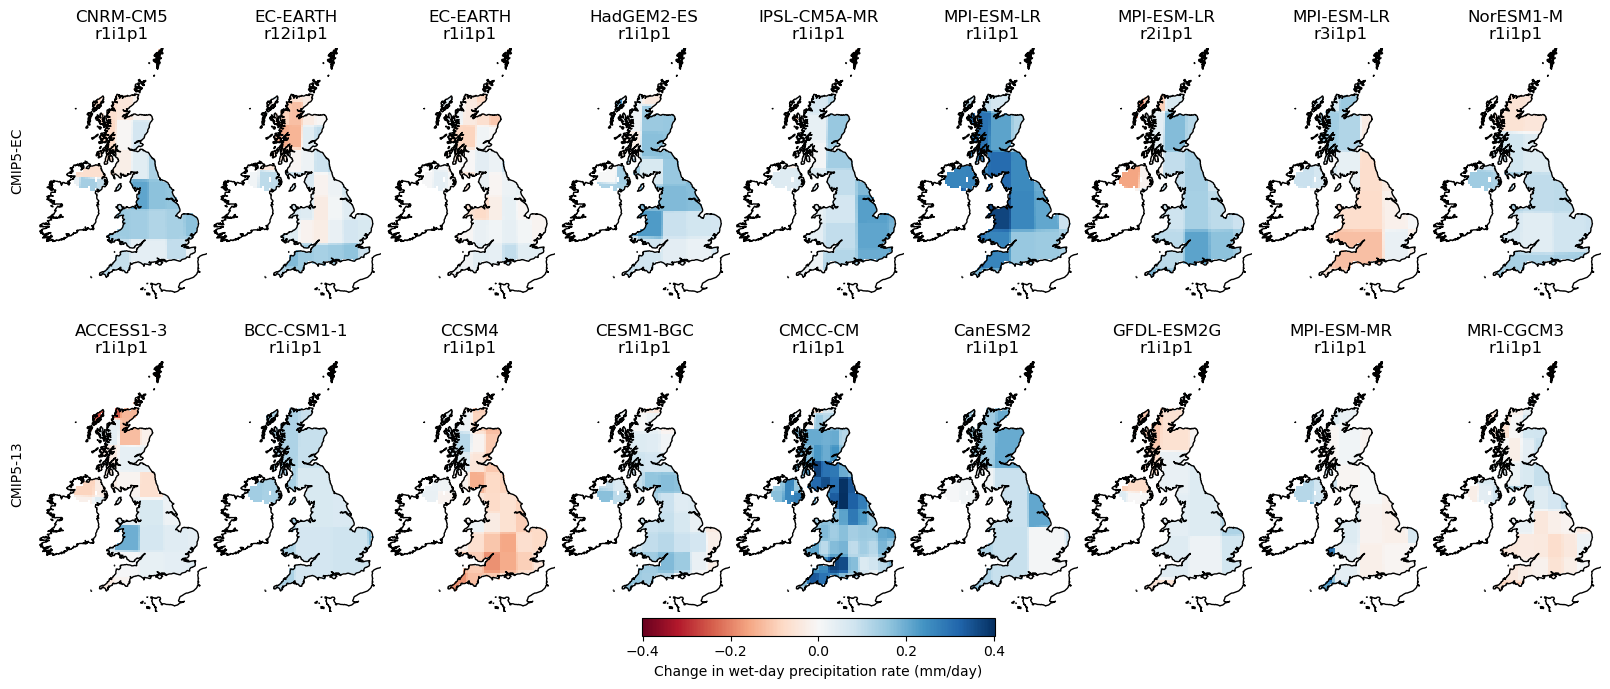 CNRM-CM5
r1i1p1
EC-EARTH
r12i1p1
EC-EARTH
r1i1p1
HadGEM2-ES
r1i1p1
IPSL-CM5A-MR
r1i1p1
MPI-ESM-LR
r1i1p1
MPI-ESM-LR
r2i1p1
MPI-ESM-LR
r3i1p1
NorESM1-M
r1i1p1
CMIP5-EC
ACCESS1-3
r1i1p1
BCC-CSM1-1
r1i1p1
CCSM4
r1i1p1
CESM1-BGC
r1i1p1
CMCC-CM
r1i1p1
CanESM2
r1i1p1
GFDL-ESM2G
r1i1p1
MPI-ESM-MR
r1i1p1
MRI-CGCM3
r1i1p1
CMIP5-13
−0.4 −0.2 0.0 0.2 0.4
Change in wet-day precipitation rate (mm/day)